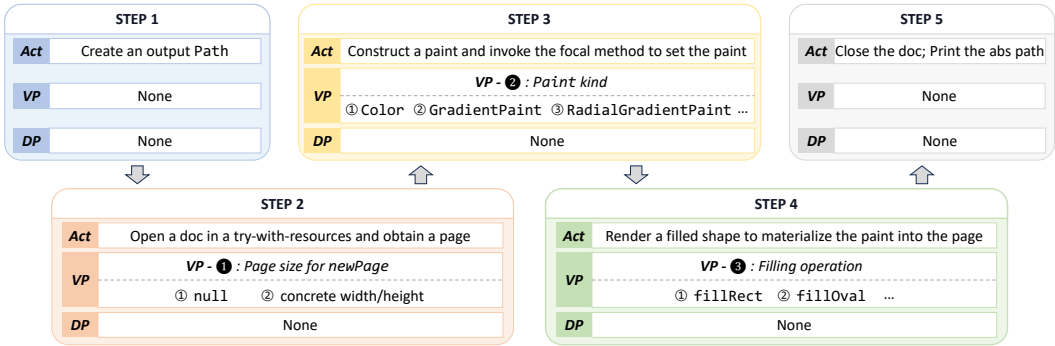 STEP 1
Act Create an output Path
VP None
DP None
STEP 2
Act Open a doc in a try-with-resources and obtain a page
VP VP - ❶ : Page size for newPage
① null ② concrete width/height
DP None
STEP 3
Act Construct a paint and invoke the focal method to set the paint
VP VP - ❷ : Paint kind
① Color ② GradientPaint ③ RadialGradientPaint ...
DP None
STEP 4
Act Render a filled shape to materialize the paint into the page
VP VP - ❸ : Filling operation
① fillRect ② fillOval ...
DP None
STEP 5
Act Close the doc; Print the abs path
VP None
DP None